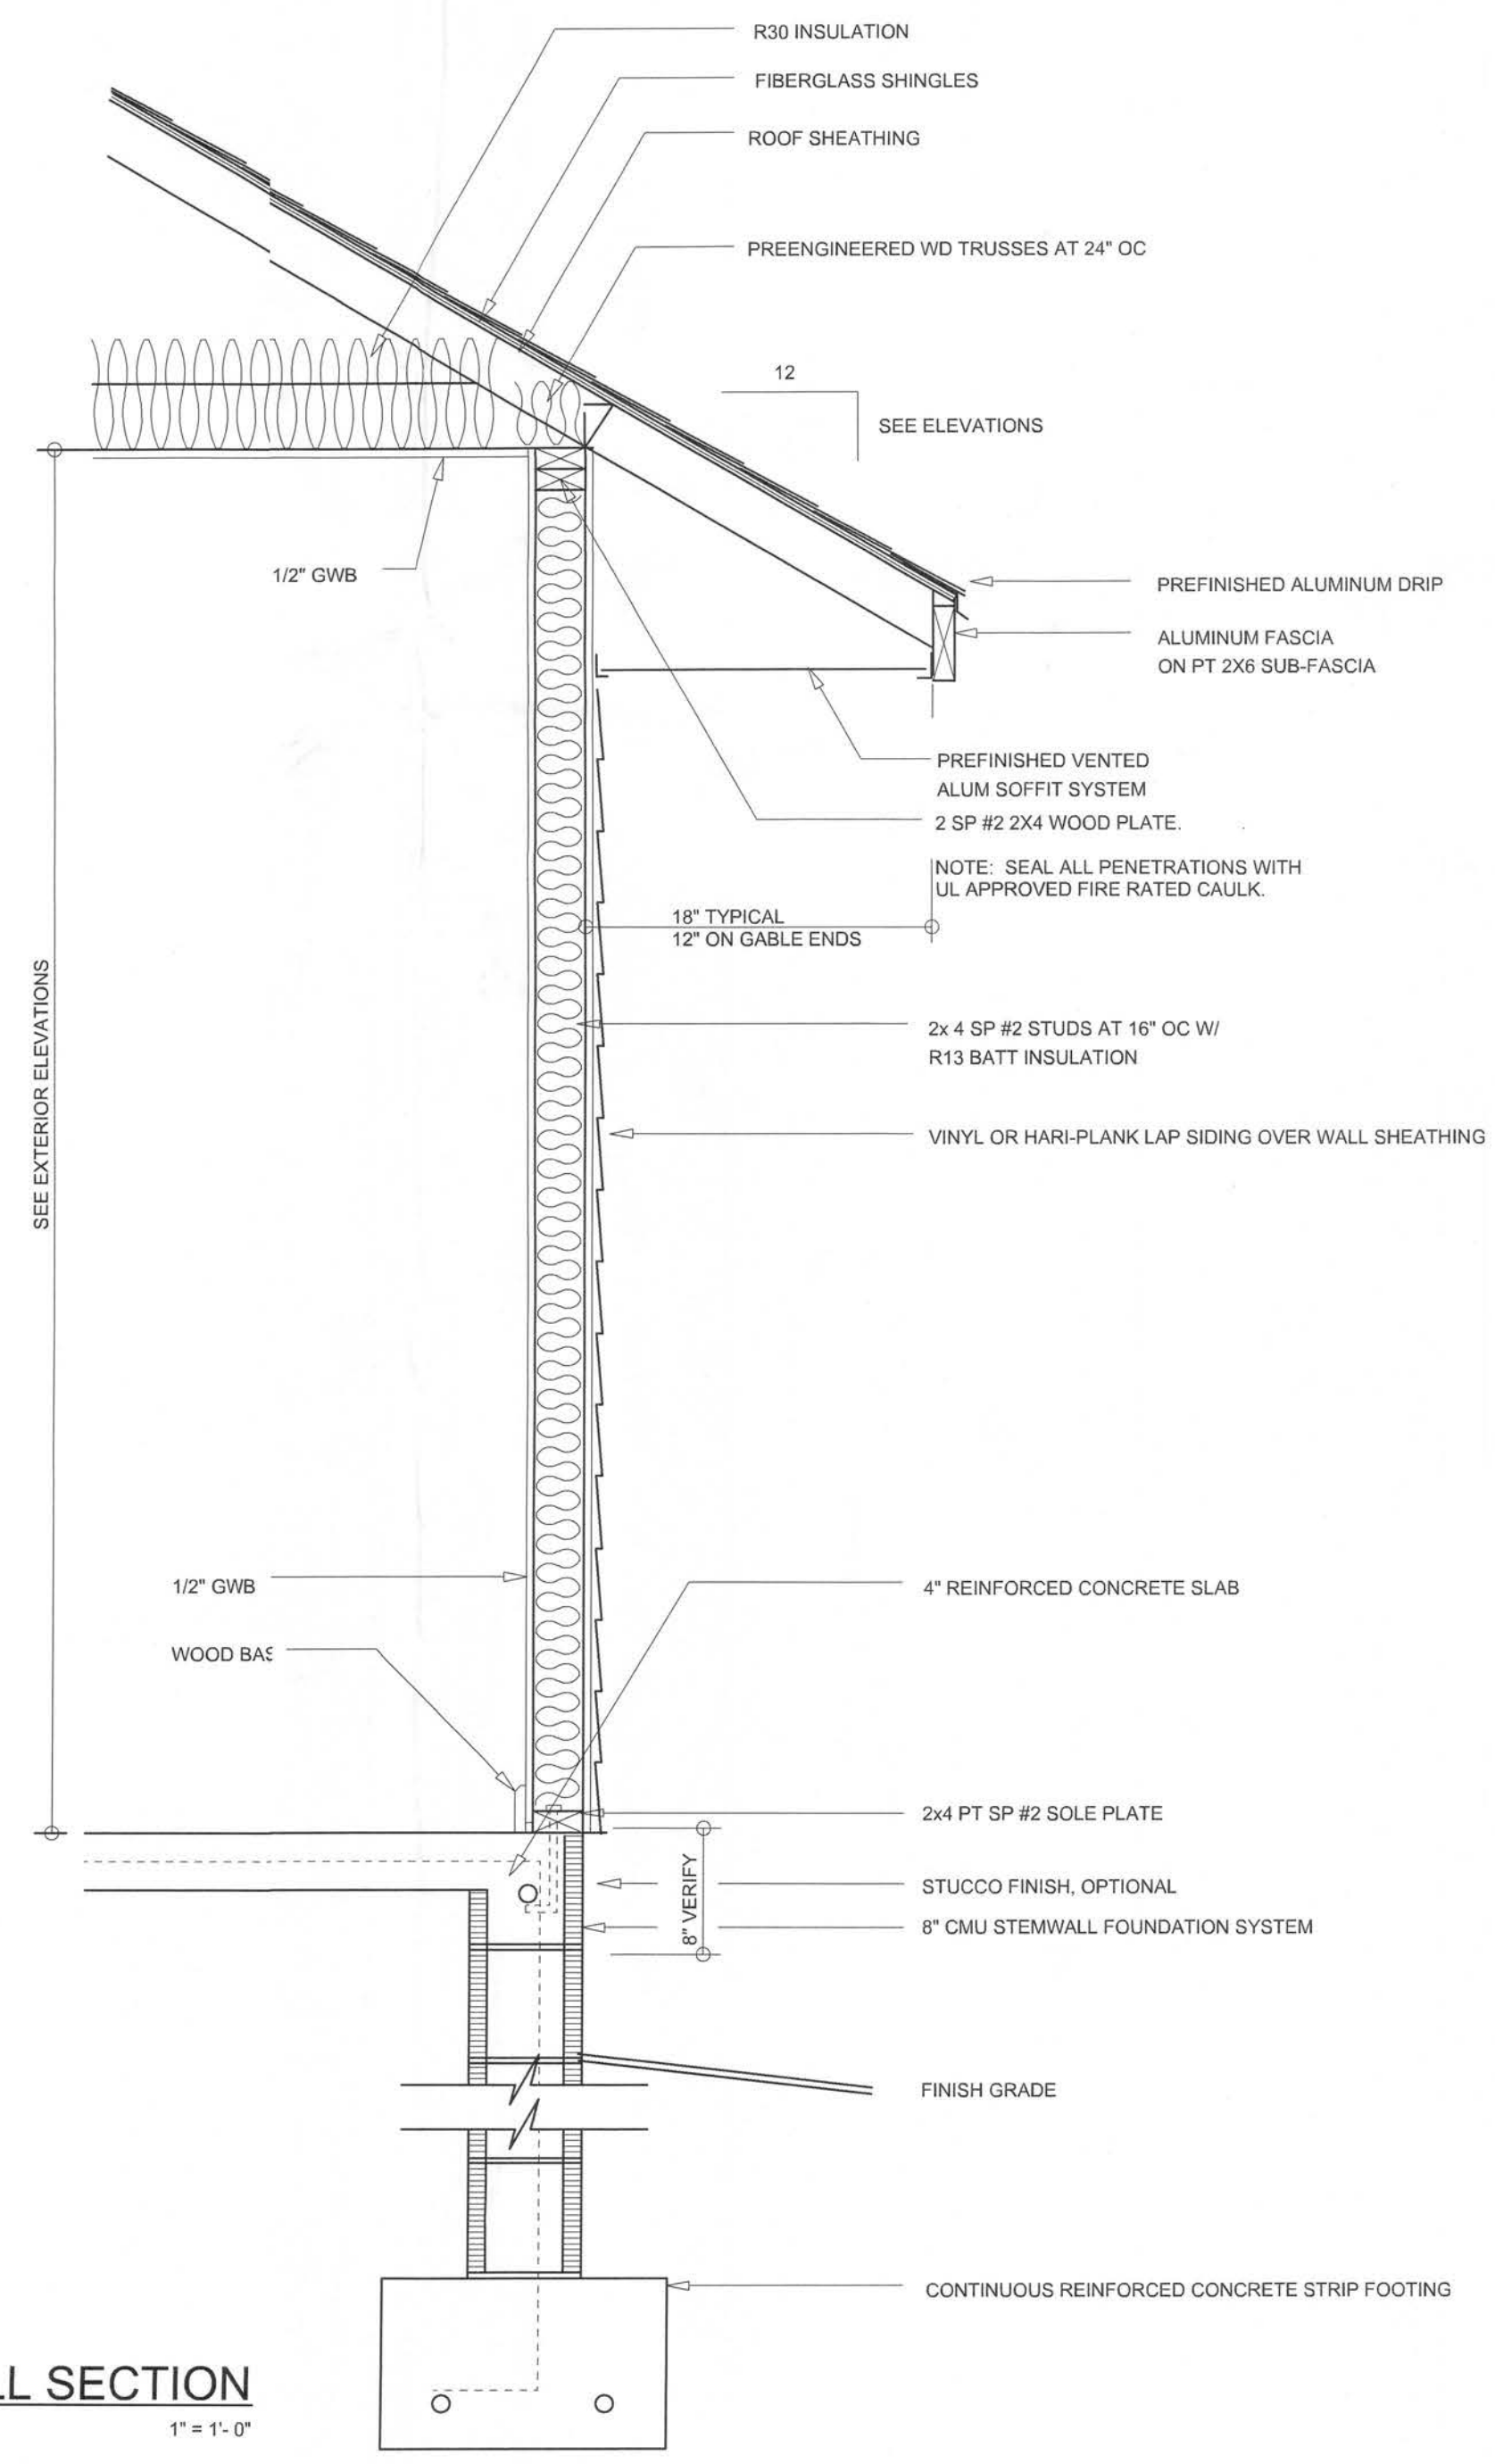 R30 INSULATION
FIBERGLASS SHINGLES
ROOF SHEATHING
PREENGINEERED WD TRUSSES AT 24" OC
12
SEE ELEVATIONS
1/2" GWB
PREFINISHED ALUMINUM DRIP
ALUMINUM FASCIA
ON PT 2X6 SUB-FASCIA
PREFINISHED VENTED
ALUM SOFFIT SYSTEM
2 SP #2 2X4 WOOD PLATE.
NOTE: SEAL ALL PENETRATIONS WITH
UL APPROVED FIRE RATED CAULK.
18" TYPICAL
12" ON GABLE ENDS
SEE EXTERIOR ELEVATIONS
2x 4 SP #2 STUDS AT 16" OC W/
R13 BATT INSULATION
VINYL OR HARI-PLANK LAP SIDING OVER WALL SHEATHING
1/2" GWB
4" REINFORCED CONCRETE SLAB
WOOD BAS
2x4 PT SP #2 SOLE PLATE
8" VERIFY
STUCCO FINISH, OPTIONAL
8" CMU STEMWALL FOUNDATION SYSTEM
FINISH GRADE
CONTINUOUS REINFORCED CONCRETE STRIP FOOTING
LL SECTION
1" = 1'- 0"